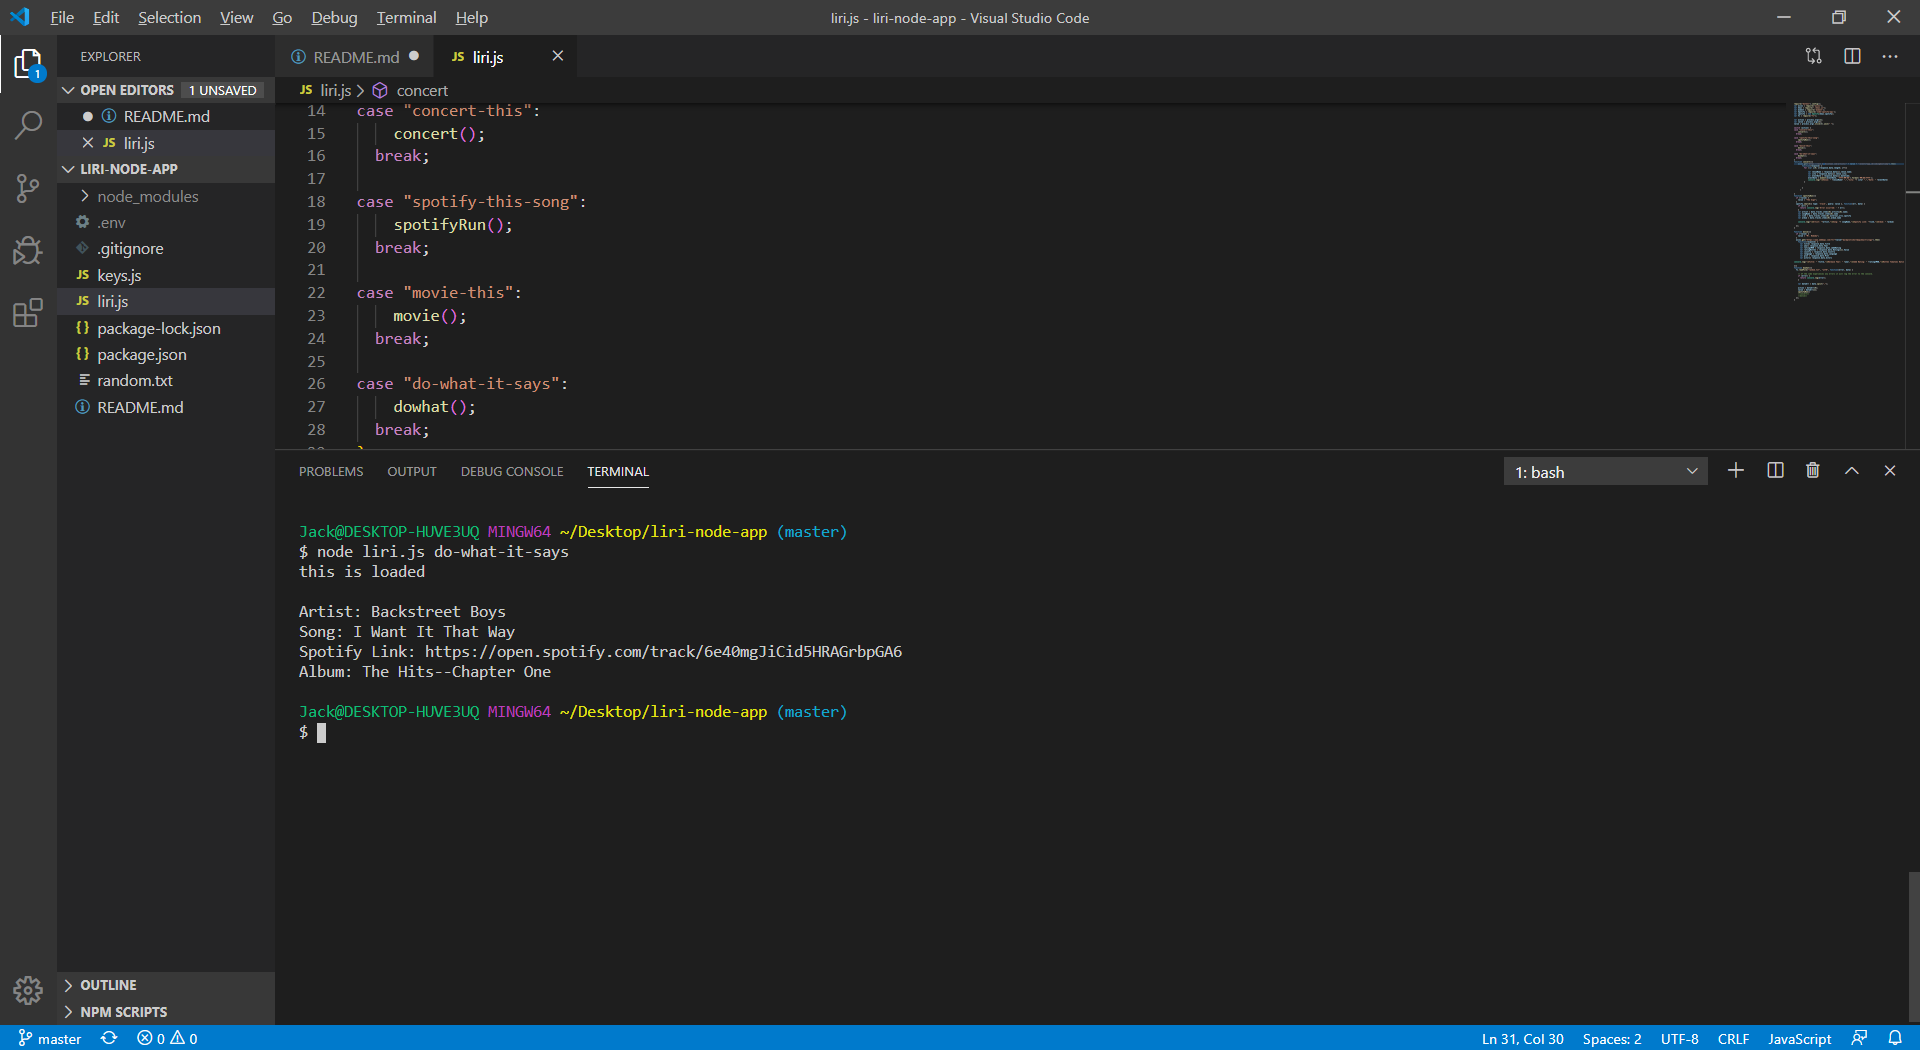 File Edit Selection View Go Debug Terminal Help
liri.js - liri-node-app - Visual Studio Code
1
EXPLORER
OPEN EDITORS 1 UNSAVED
README.md
JS liri.js
LIRI-NODE-APP
node_modules
.env
.gitignore
JS keys.js
JS liri.js
{} package-lock.json
{} package.json
random.txt
README.md
OUTLINE
NPM SCRIPTS
README.md
JS liri.js
JS liri.js > concert
14 case "concert-this":
15 concert();
16 break;
17
18 case "spotify-this-song":
19 spotifyRun();
20 break;
21
22 case "movie-this":
23 movie();
24 break;
25
26 case "do-what-it-says":
27 dowhat();
28 break;
PROBLEMS OUTPUT DEBUG CONSOLE TERMINAL
1: bash
Jack@DESKTOP-HUVE3UQ MINGW64 ~/Desktop/liri-node-app (master)
$ node liri.js do-what-it-says
this is loaded
Artist: Backstreet Boys
Song: I Want It That Way
Spotify Link: https://open.spotify.com/track/6e40mgJiCid5HRAGrbpGA6
Album: The Hits--Chapter One
Jack@DESKTOP-HUVE3UQ MINGW64 ~/Desktop/liri-node-app (master)
$
master 0 0
Ln 31, Col 30 Spaces: 2 UTF-8 CRLF JavaScript